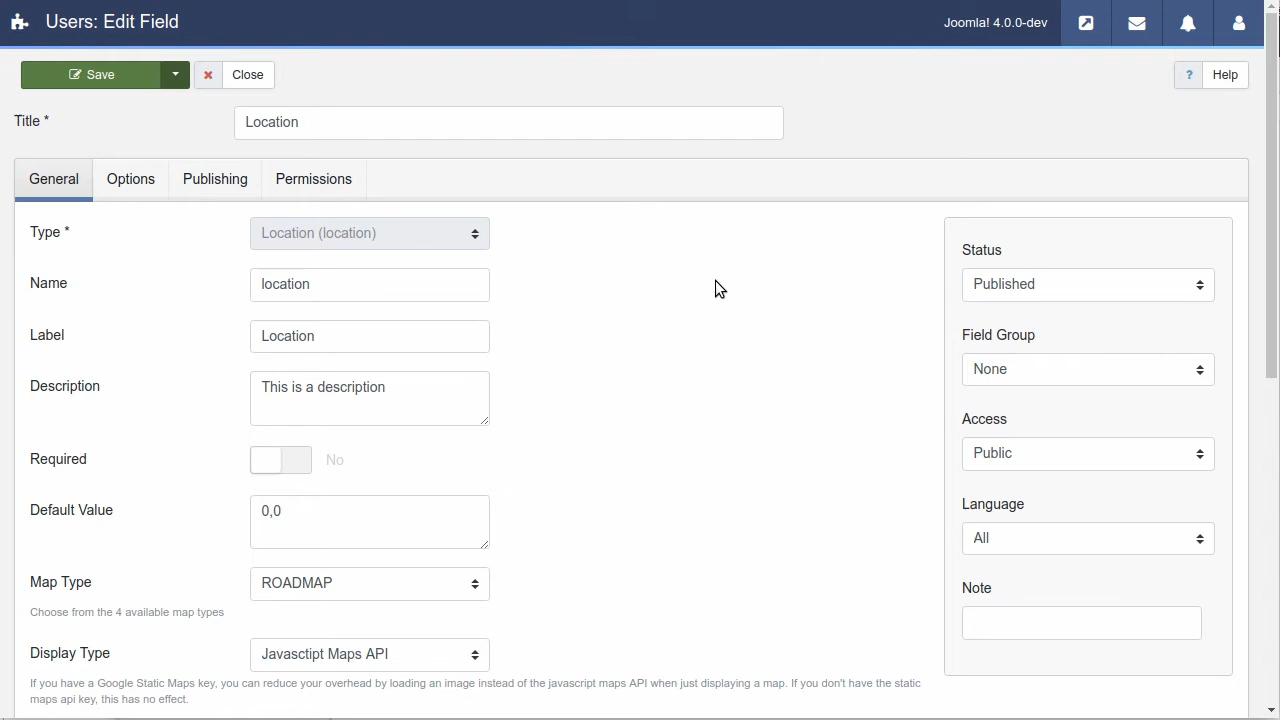 Users: Edit Field
Joomla! 4.0.0-dev
Save
Close
? Help
Title *
Location
General
Options
Publishing
Permissions
Type *
Location (location)
Name
location
Label
Location
Description
This is a description
Required
No
Default Value
0,0
Map Type
ROADMAP
Choose from the 4 available map types
Display Type
Javasctipt Maps API
If you have a Google Static Maps key, you can reduce your overhead by loading an image instead of the javascript maps API when just displaying a map. If you don't have the static
maps api key, this has no effect.
Status
Published
Field Group
None
Access
Public
Language
All
Note